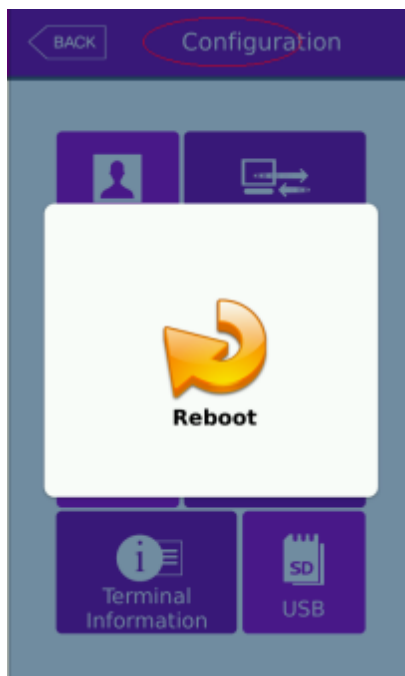 BACK
Configuration
Reboot
Terminal
Information
SD
USB